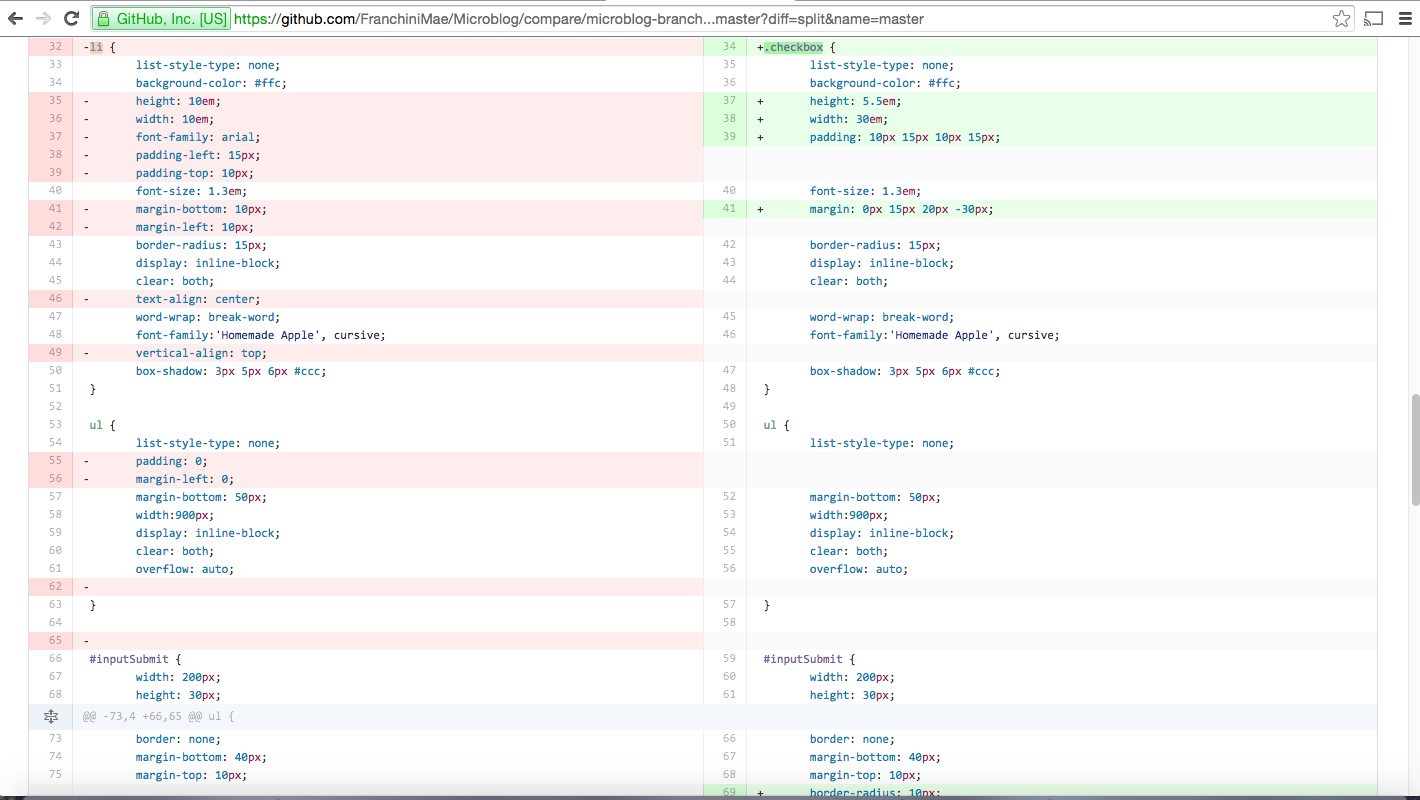 GitHub, Inc. [US] https://github.com/FranchiniMae/Microblog/compare/microblog-branch...master?diff=split&name=master
32 -li { 34 +.checkbox {
33 list-style-type: none; 35 list-style-type: none;
34 background-color: #ffc; 36 background-color: #ffc;
35 - height: 10em; 37 + height: 5.5em;
36 - width: 10em; 38 + width: 30em;
37 - font-family: arial; 39 + padding: 10px 15px 10px 15px;
38 - padding-left: 15px;
39 - padding-top: 10px;
40 font-size: 1.3em; 40 font-size: 1.3em;
41 - margin-bottom: 10px; 41 + margin: 0px 15px 20px -30px;
42 - margin-left: 10px;
43 border-radius: 15px; 42 border-radius: 15px;
44 display: inline-block; 43 display: inline-block;
45 clear: both; 44 clear: both;
46 - text-align: center;
47 word-wrap: break-word; 45 word-wrap: break-word;
48 font-family:'Homemade Apple', cursive; 46 font-family:'Homemade Apple', cursive;
49 - vertical-align: top;
50 box-shadow: 3px 5px 6px #ccc; 47 box-shadow: 3px 5px 6px #ccc;
51 } 48 }
52 49
53 ul { 50 ul {
54 list-style-type: none; 51 list-style-type: none;
55 - padding: 0;
56 - margin-left: 0;
57 margin-bottom: 50px; 52 margin-bottom: 50px;
58 width:900px; 53 width:900px;
59 display: inline-block; 54 display: inline-block;
60 clear: both; 55 clear: both;
61 overflow: auto; 56 overflow: auto;
62 -
63 } 57 }
64 58
65 -
66 #inputSubmit { 59 #inputSubmit {
67 width: 200px; 60 width: 200px;
68 height: 30px; 61 height: 30px;
@@ -73,4 +66,65 @@ ul {
73 border: none; 66 border: none;
74 margin-bottom: 40px; 67 margin-bottom: 40px;
75 margin-top: 10px; 68 margin-top: 10px;
69 + border-radius: 10px;